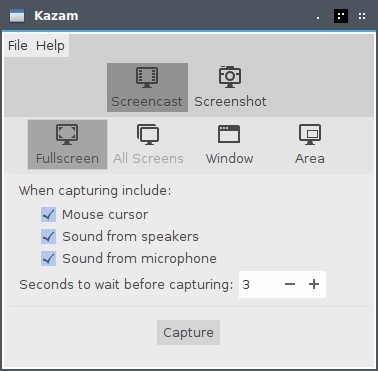 Kazam
File Help
Screencast Screenshot
Fullscreen All Screens Window Area
When capturing include:
Mouse cursor
Sound from speakers
Sound from microphone
Seconds to wait before capturing: 3 − +
Capture